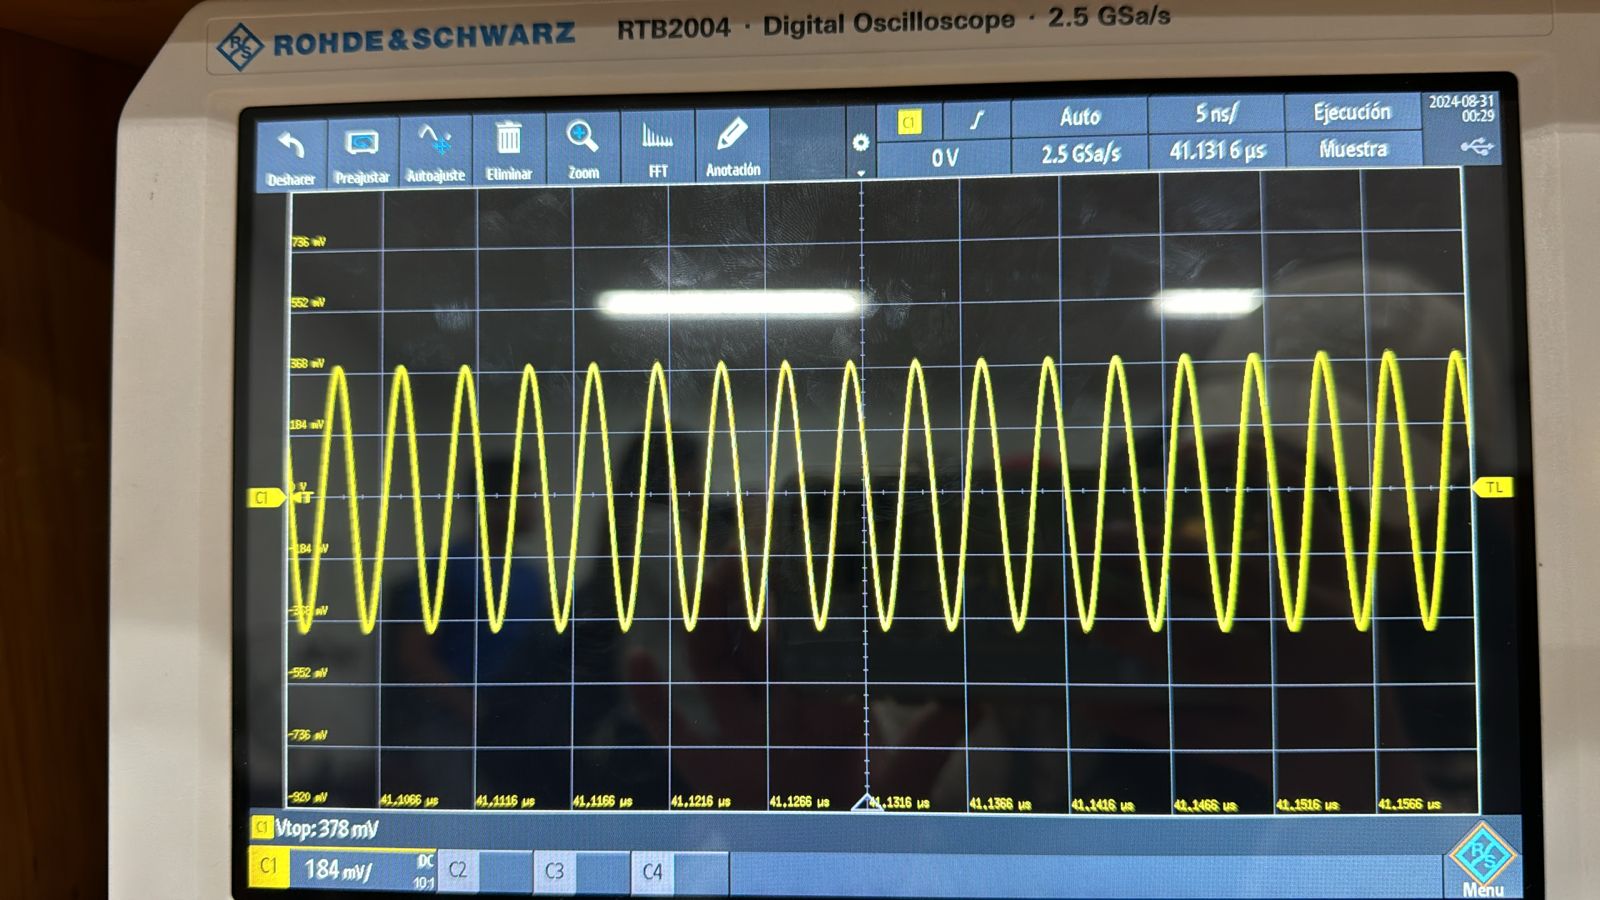 ROHDE&SCHWARZ RTB2004 · Digital Oscilloscope · 2.5 GSa/s
Deshacer Preajustar Autoajuste Eliminar Zoom FFT Anotación
C1 Auto 5 ns/ Ejecución 2024-08-31
00:29
0 V 2.5 GSa/s 41.131 6 µs Muestra
736 mV
552 mV
368 mV
184 mV
C1 0 V TL
-184 mV
-368 mV
-552 mV
-736 mV
-920 mV 41.1066 µs 41.1116 µs 41.1166 µs 41.1216 µs 41.1266 µs 41.1316 µs 41.1366 µs 41.1416 µs 41.1466 µs 41.1516 µs 41.1566 µs
C1 Vtop: 378 mV
C1 184 mV/ DC
10:1
C2 C3 C4
R&S
Menu